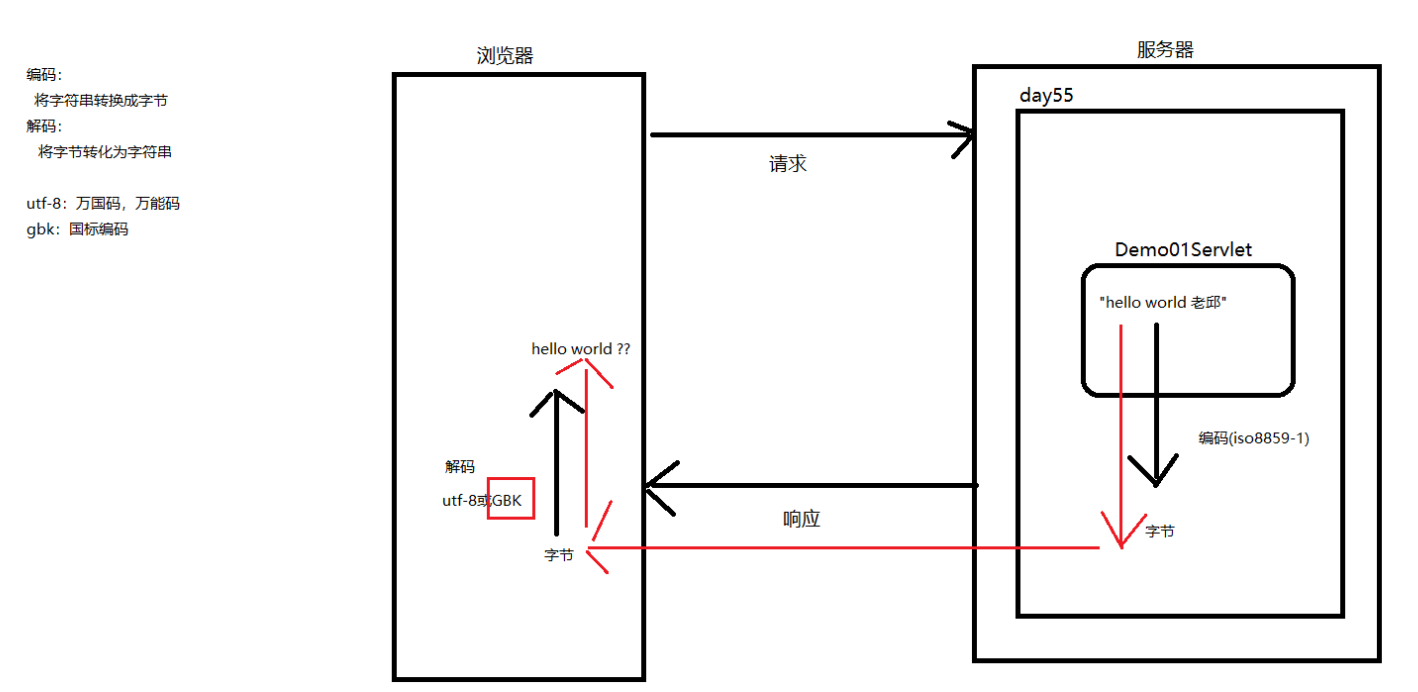 编码：
将字符串转换成字节
解码：
将字节转化为字符串
utf-8：万国码，万能码
gbk：国标编码
浏览器
服务器
day55
请求
Demo01Servlet
"hello world 老邱"
hello world ??
编码(iso8859-1)
解码
utf-8或GBK
响应
字节
字节